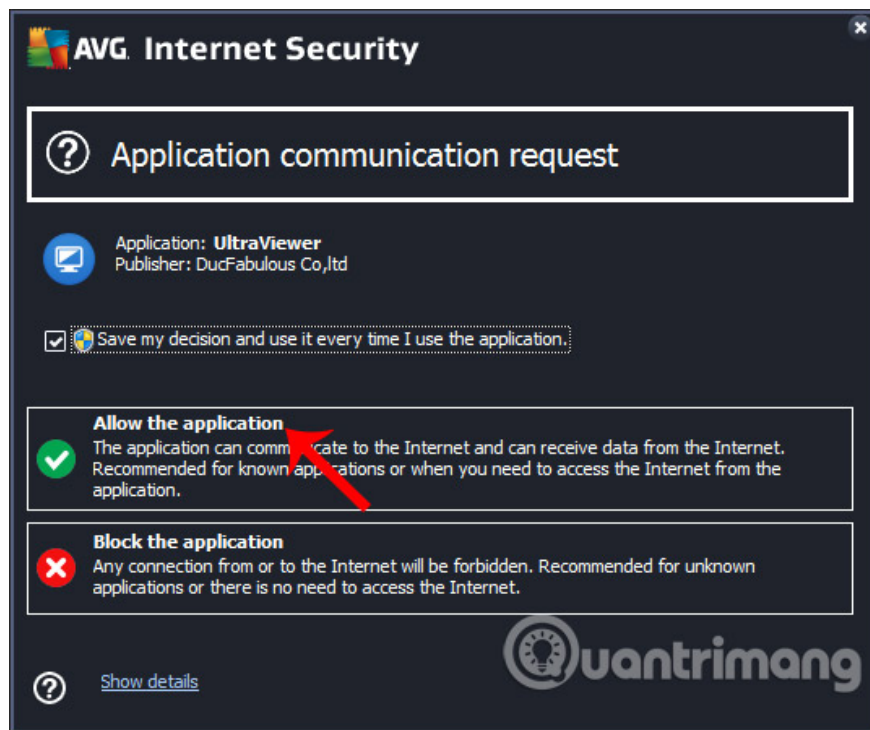 AVG. Internet Security
Application communication request
Application: UltraViewer
Publisher: DucFabulous Co,ltd
Save my decision and use it every time I use the application.
Allow the application
The application can communicate to the Internet and can receive data from the Internet.
Recommended for known applications or when you need to access the Internet from the
application.
Block the application
Any connection from or to the Internet will be forbidden. Recommended for unknown
applications or there is no need to access the Internet.
Show details
Quantrimang